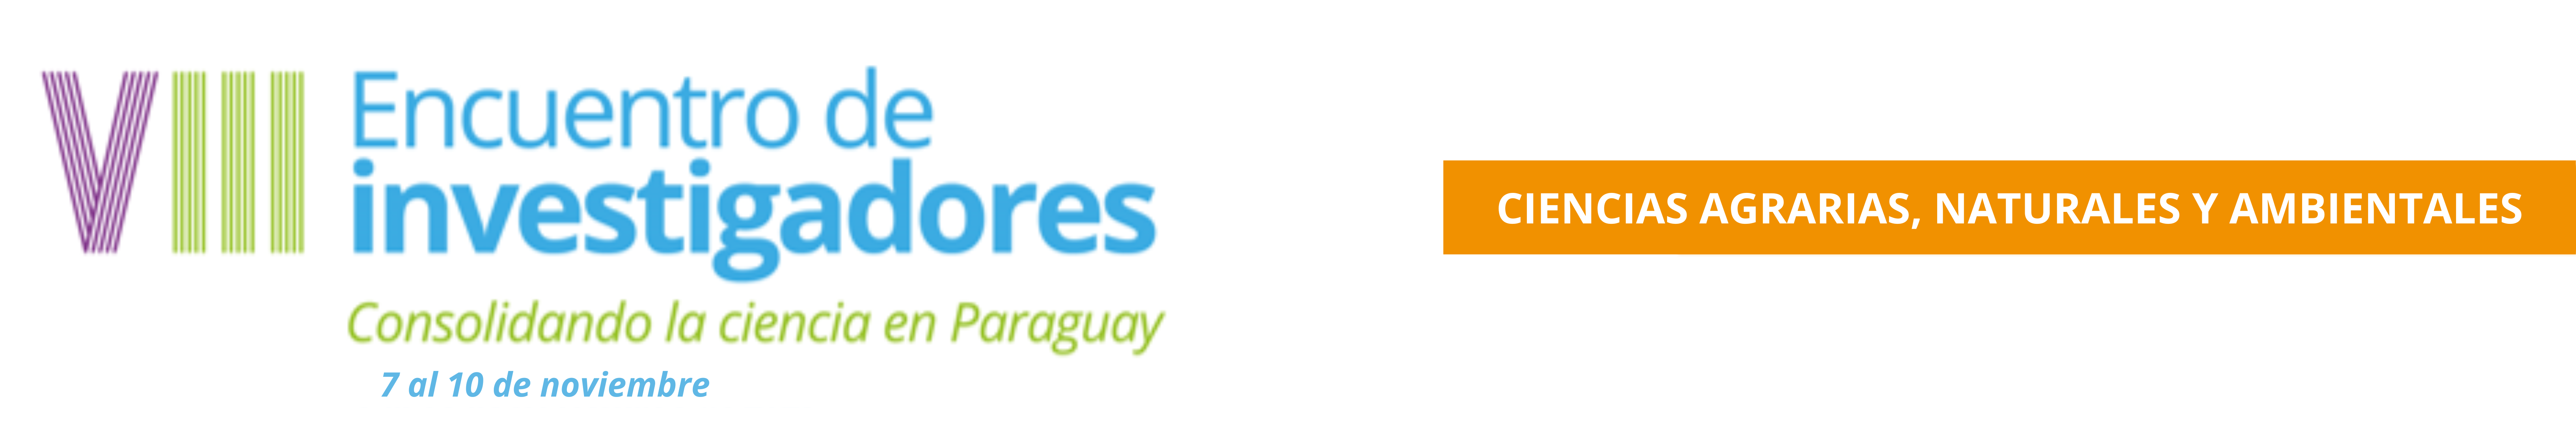 VIII
Encuentro de
investigadores
Consolidando la ciencia en Paraguay
7 al 10 de noviembre
CIENCIAS AGRARIAS, NATURALES Y AMBIENTALES